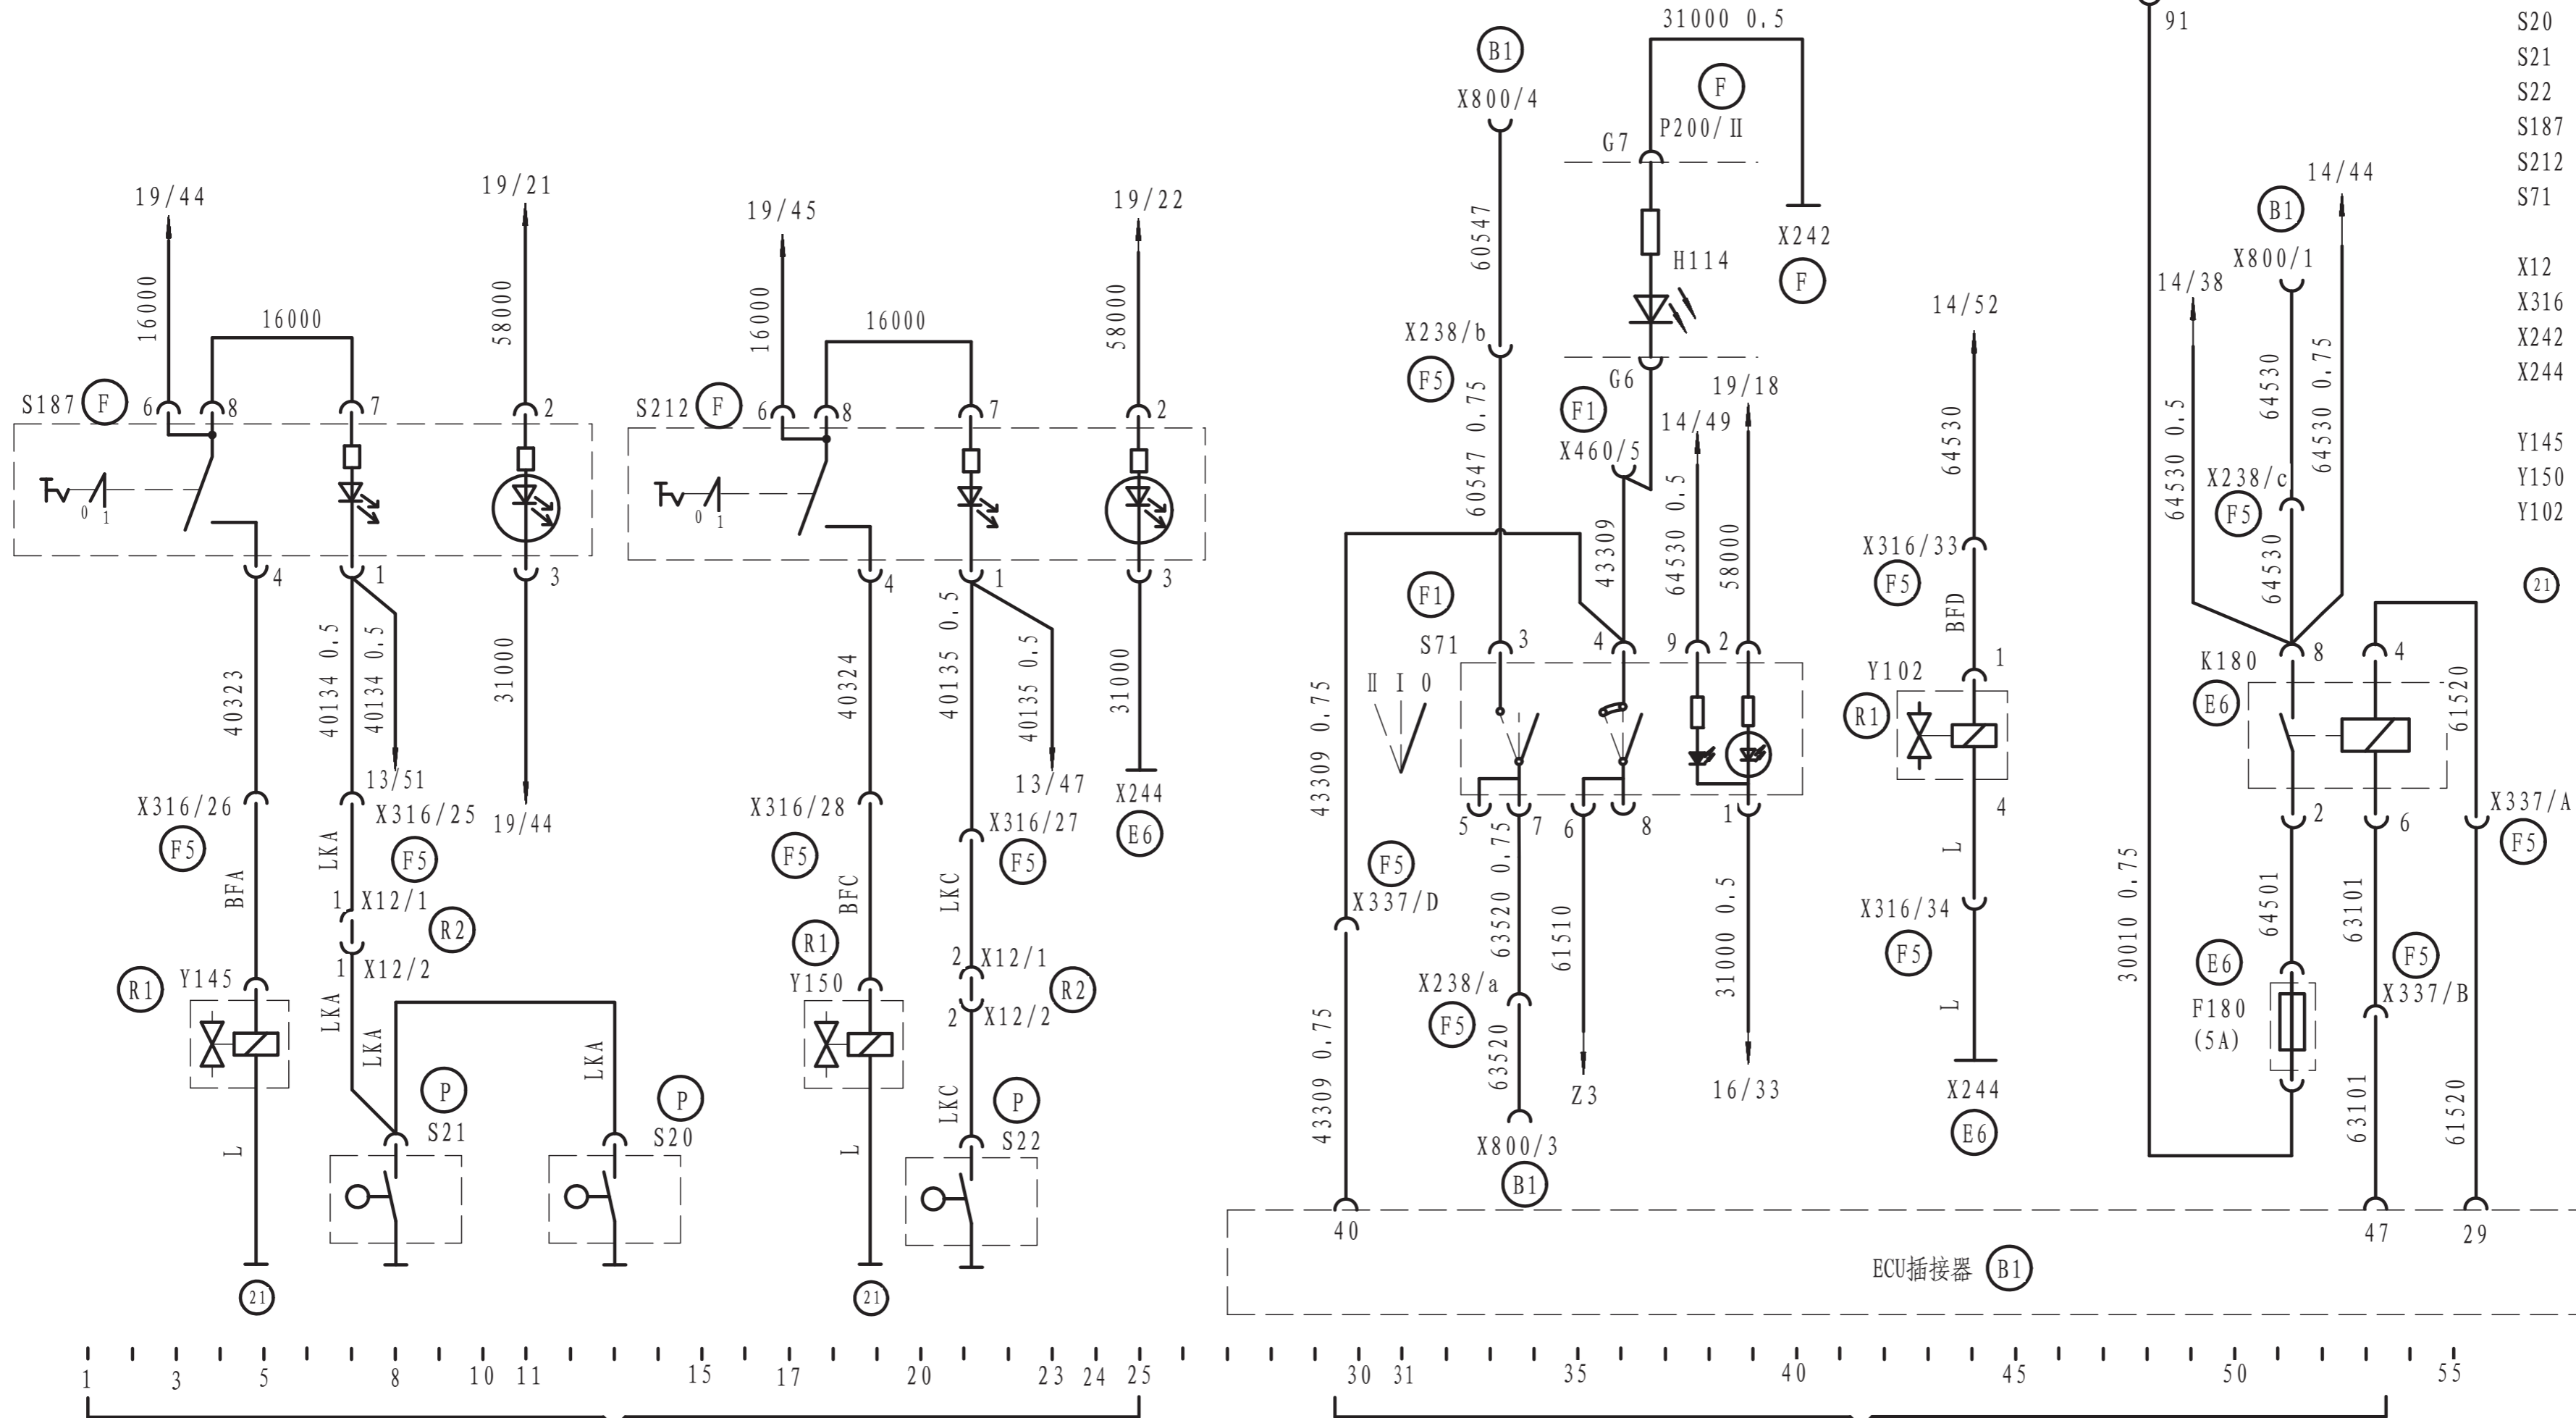 31000 0.5
91
S20
S21
S22
S187
S212
S71
X12
X316
X242
X244
Y145
Y150
Y102
21
B1
X800/4
F
P200/Ⅱ
G7
60547
H114
X242
F
X238/b
F5
G6
60547 0.75
F1
X460/5
14/49
19/18
43309
64530 0.5
58000
14/52
64530
X316/33
F5
BFD
1
Y102
R1
4
L
X316/34
F5
L
X244
E6
14/44
B1
X800/1
14/38
64530
64530 0.75
64530 0.5
X238/c
F5
64530
K180
E6
8
4
61520
2
6
X337/A
F5
30010 0.75
64501
63101
E6
F180
(5A)
F5
X337/B
63101
61520
47
29
19/44
16000
16000
19/21
58000
S187
F
6
8
7
2
0 1
4
1
3
40323
40134 0.5
40134 0.5
31000
13/51
19/44
X316/26
F5
X316/25
F5
BFA
LKA
1
X12/1
R2
1
X12/2
R1
Y145
LKA
LKA
LKA
L
P
S21
P
S20
21
19/45
16000
16000
19/22
58000
S212
F
6
8
7
2
0 1
4
1
3
40324
40135 0.5
40135 0.5
31000
13/47
X244
E6
X316/28
F5
X316/27
F5
BFC
LKC
R1
Y150
2
X12/1
R2
2
X12/2
LKC
L
P
S22
21
F1
S71
3
4
9
2
Ⅱ Ⅰ 0
5
7
6
8
1
43309 0.75
F5
X337/D
43309 0.75
63520 0.75
61510
31000 0.5
X238/a
F5
63520
Z3
16/33
X800/3
B1
40
ECU插接器
B1
1 3 5 8 10 11 15 17 20 23 24 25 30 31 35 40 45 50 55